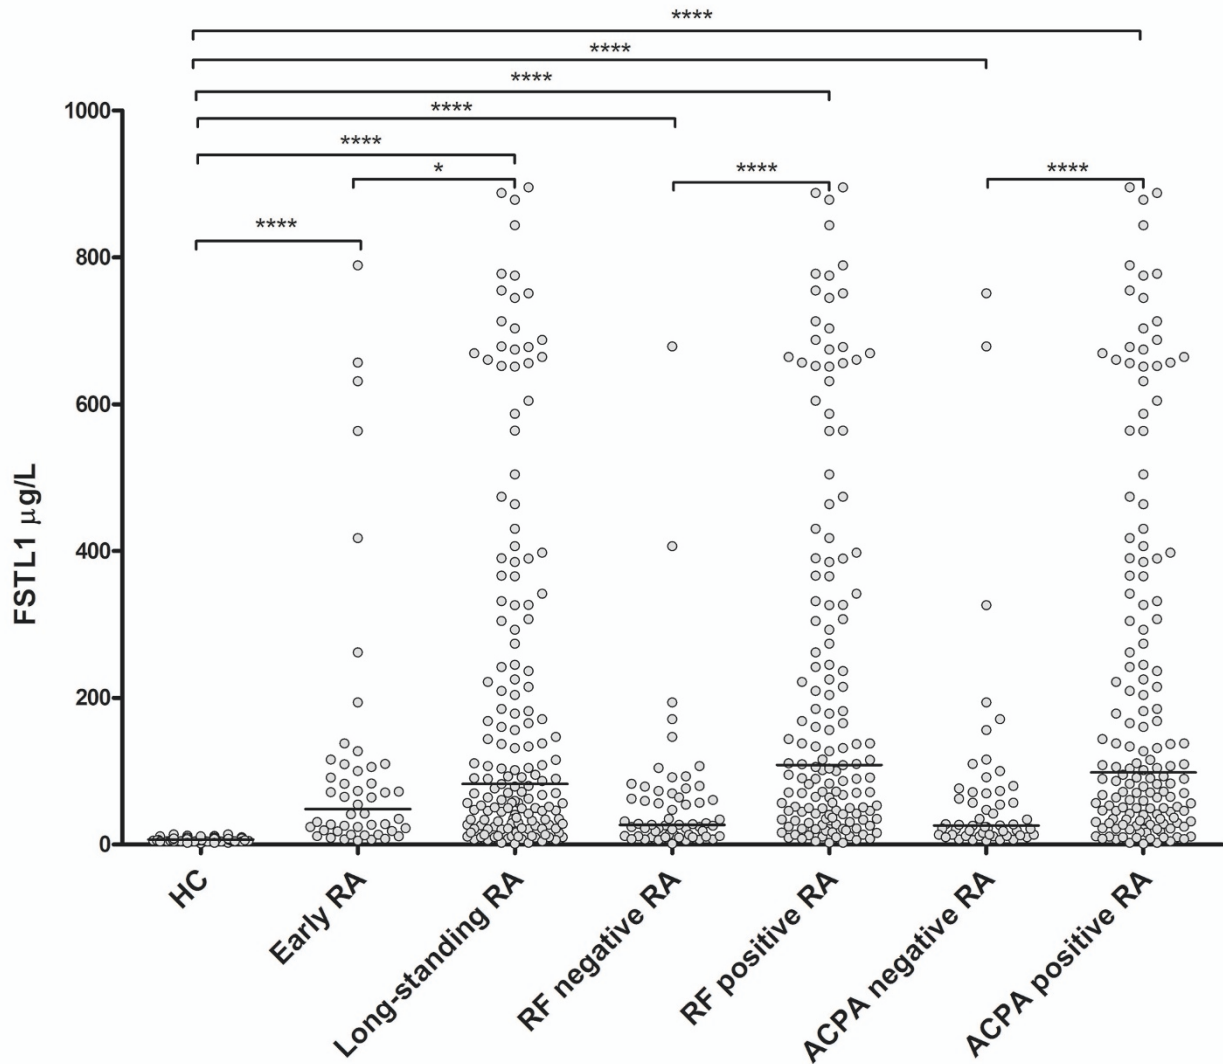 ****
****
****
1000
****
****
*
****
****
****
800
600
FSTL1 µg/L
400
200
0
HC
Early RA
Long-standing RA
RF negative RA
RF positive RA
ACPA negative RA
ACPA positive RA